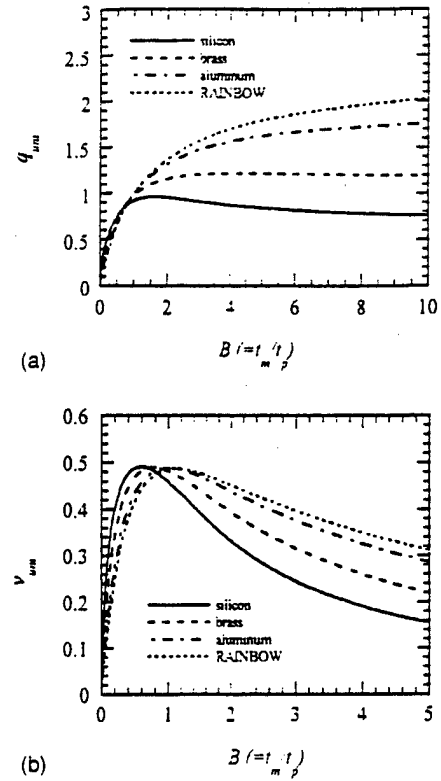 3
2.5
2
1.5
1
0.5
0
silicon
brass
aluminum
RAINBOW
q uni
0 2 4 6 8 10
B (=t_m/t_p)
(a)
0.6
0.5
0.4
0.3
0.2
0.1
0
silicon
brass
aluminum
RAINBOW
0 1 2 3 4 5
B (=t_m/t_p)
(b)